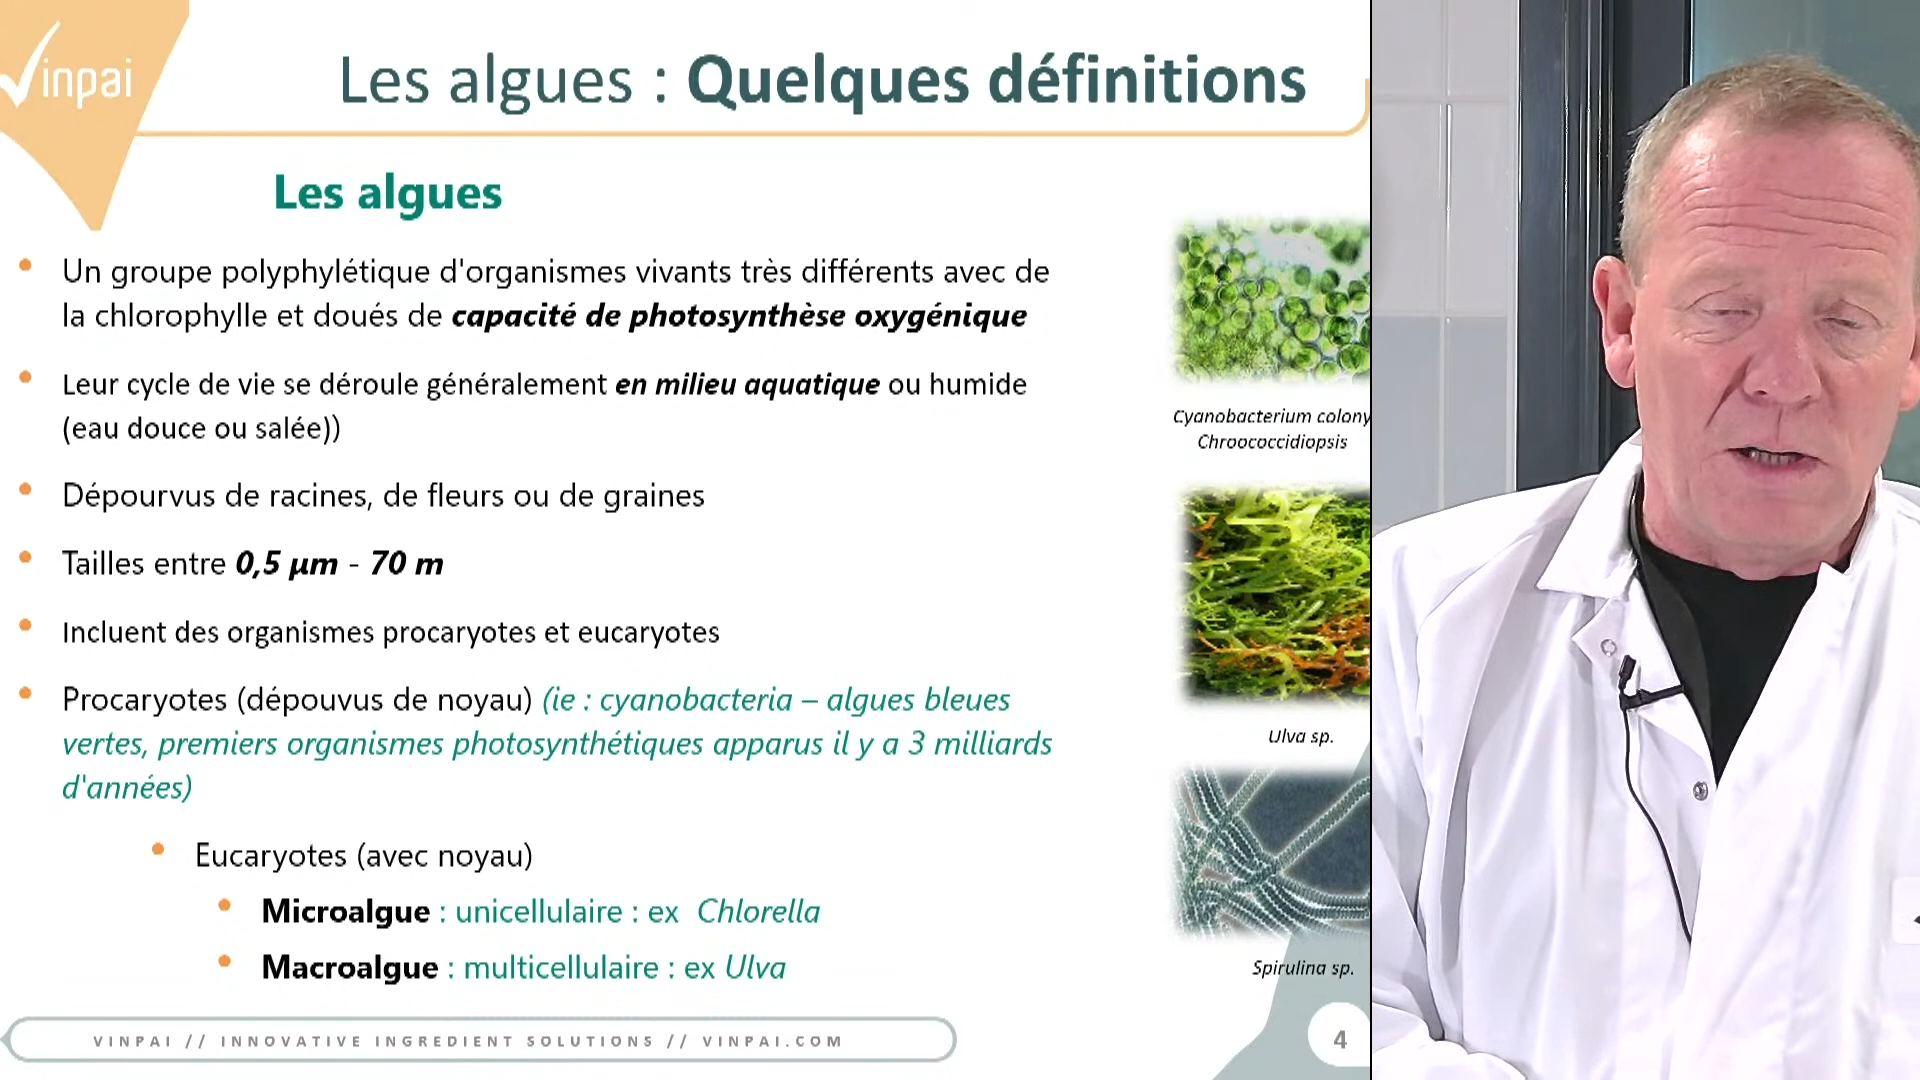 Vinpai
Les algues : Quelques définitions
Les algues
Un groupe polyphylétique d'organismes vivants très différents avec de
la chlorophylle et doués de capacité de photosynthèse oxygénique
Leur cycle de vie se déroule généralement en milieu aquatique ou humide
(eau douce ou salée))
Dépourvus de racines, de fleurs ou de graines
Tailles entre 0,5 µm - 70 m
Incluent des organismes procaryotes et eucaryotes
Procaryotes (dépouvus de noyau) (ie : cyanobacteria – algues bleues
vertes, premiers organismes photosynthétiques apparus il y a 3 milliards
d'années)
Eucaryotes (avec noyau)
Microalgue : unicellulaire : ex Chlorella
Macroalgue : multicellulaire : ex Ulva
Cyanobacterium colony
Chroococcidiopsis
Ulva sp.
Spirulina sp.
VINPAI // INNOVATIVE INGREDIENT SOLUTIONS // VINPAI.COM
4